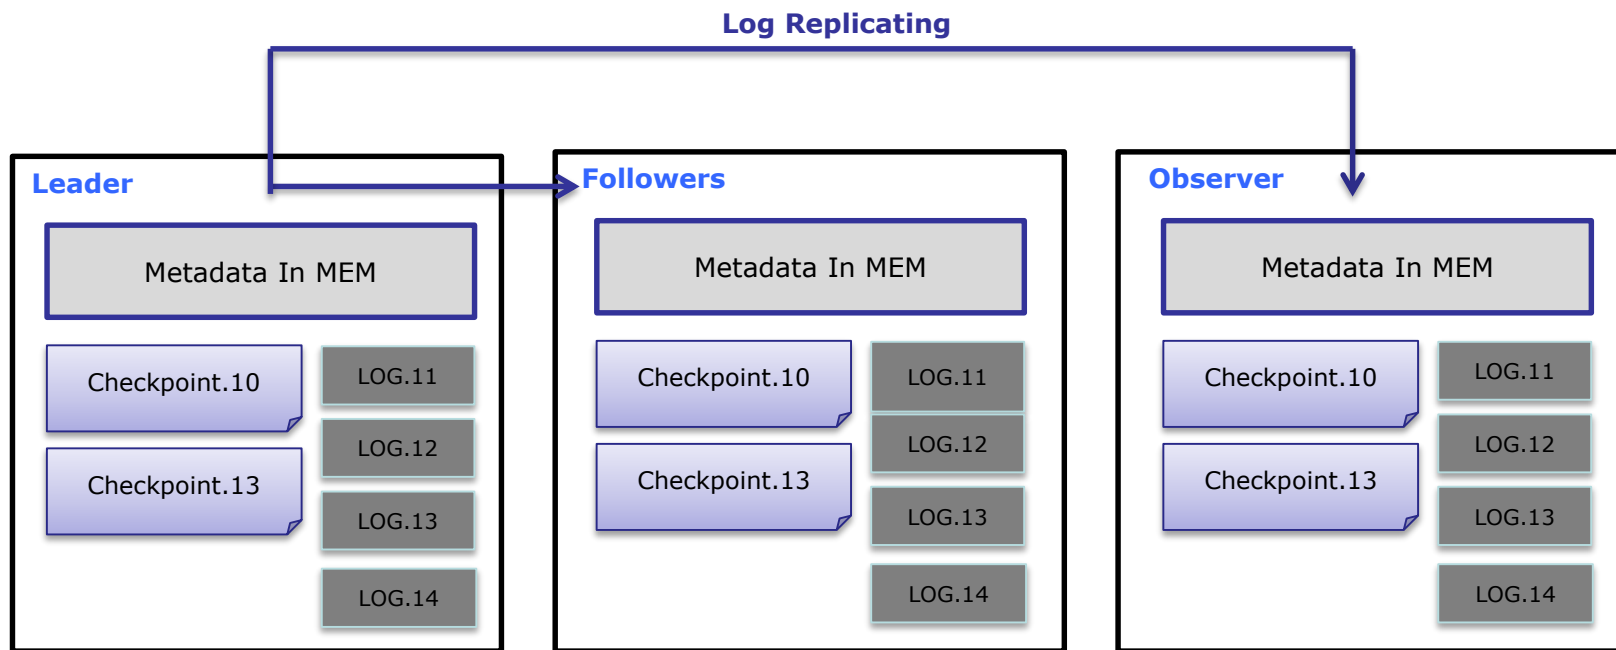 Log Replicating
Leader
Metadata In MEM
Checkpoint.10
Checkpoint.13
LOG.11
LOG.12
LOG.13
LOG.14
Followers
Metadata In MEM
Checkpoint.10
Checkpoint.13
LOG.11
LOG.12
LOG.13
LOG.14
Observer
Metadata In MEM
Checkpoint.10
Checkpoint.13
LOG.11
LOG.12
LOG.13
LOG.14